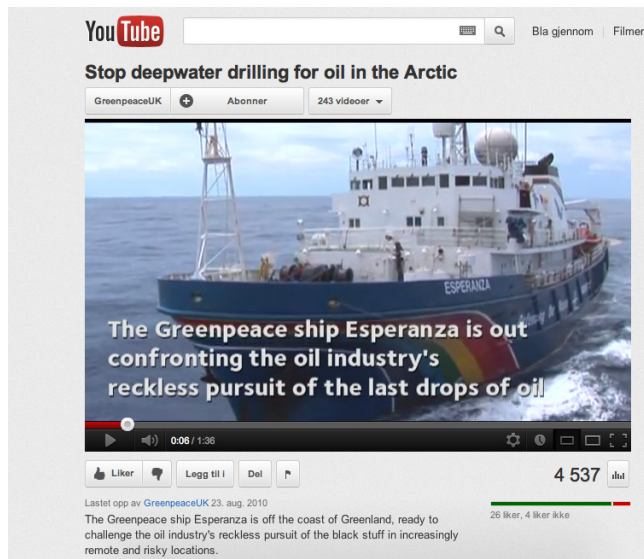 YouTube
Bla gjennom
Filmer
Stop deepwater drilling for oil in the Arctic
GreenpeaceUK
Abonner
243 videoer
ESPERANZA
The Greenpeace ship Esperanza is out
confronting the oil industry's
reckless pursuit of the last drops of oil
0:06 / 1:36
Liker
Legg til i
Del
4 537
Lastet opp av GreenpeaceUK 23. aug. 2010
26 liker, 4 liker ikke
The Greenpeace ship Esperanza is off the coast of Greenland, ready to
challenge the oil industry's reckless pursuit of the black stuff in increasingly
remote and risky locations.